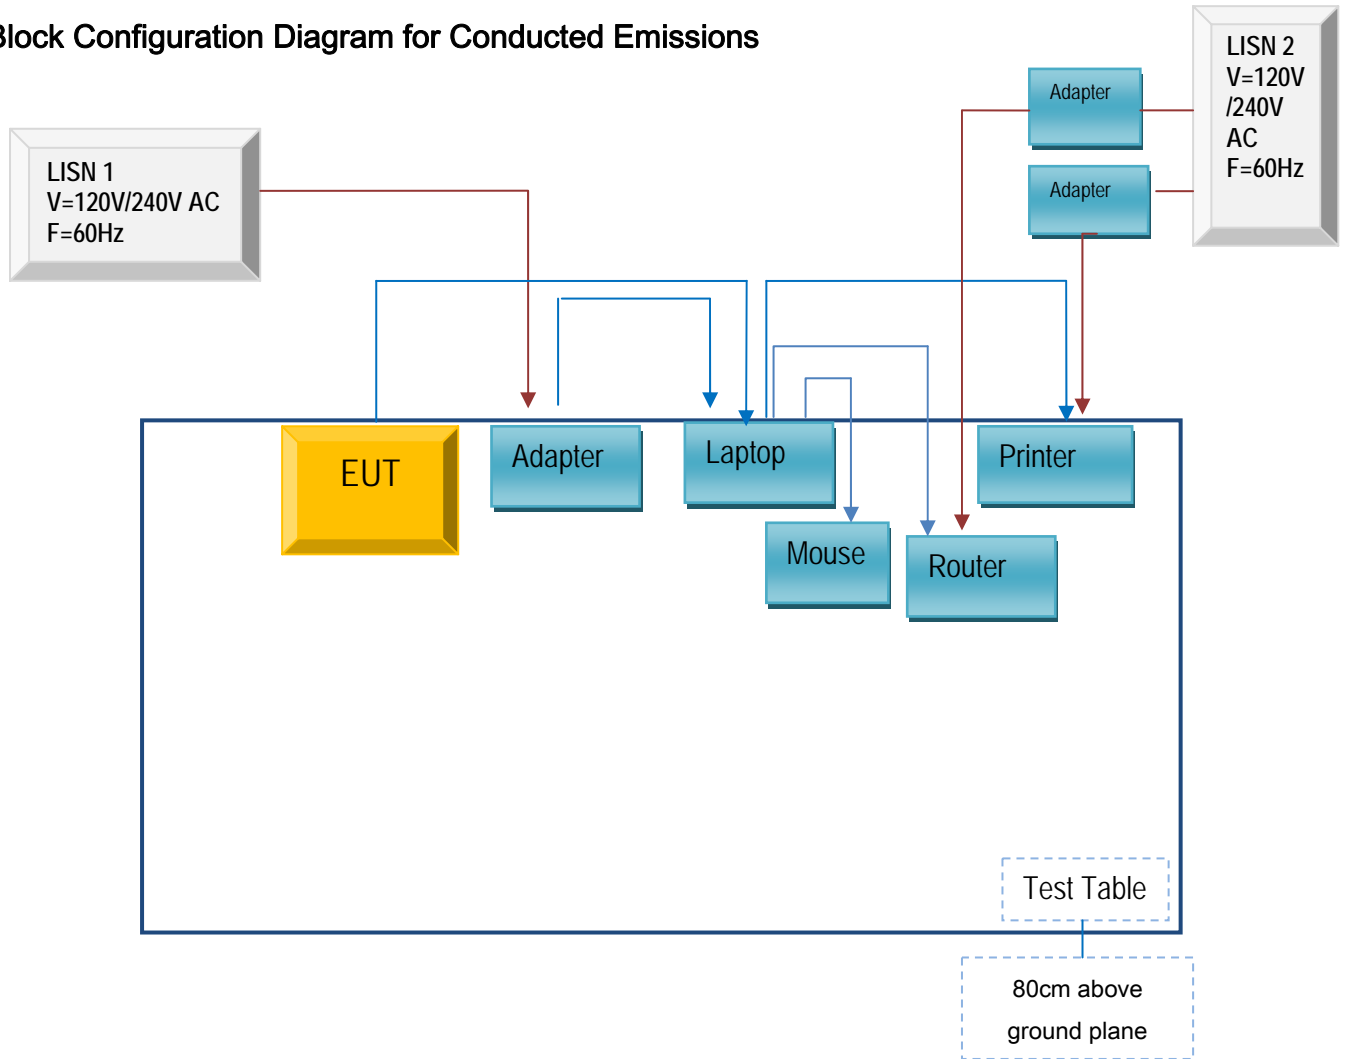 Block Configuration Diagram for Conducted Emissions
LISN 1
V=120V/240V AC
F=60Hz
Adapter
Adapter
LISN 2
V=120V
/240V
AC
F=60Hz
EUT
Adapter
Laptop
Printer
Mouse
Router
Test Table
80cm above
ground plane